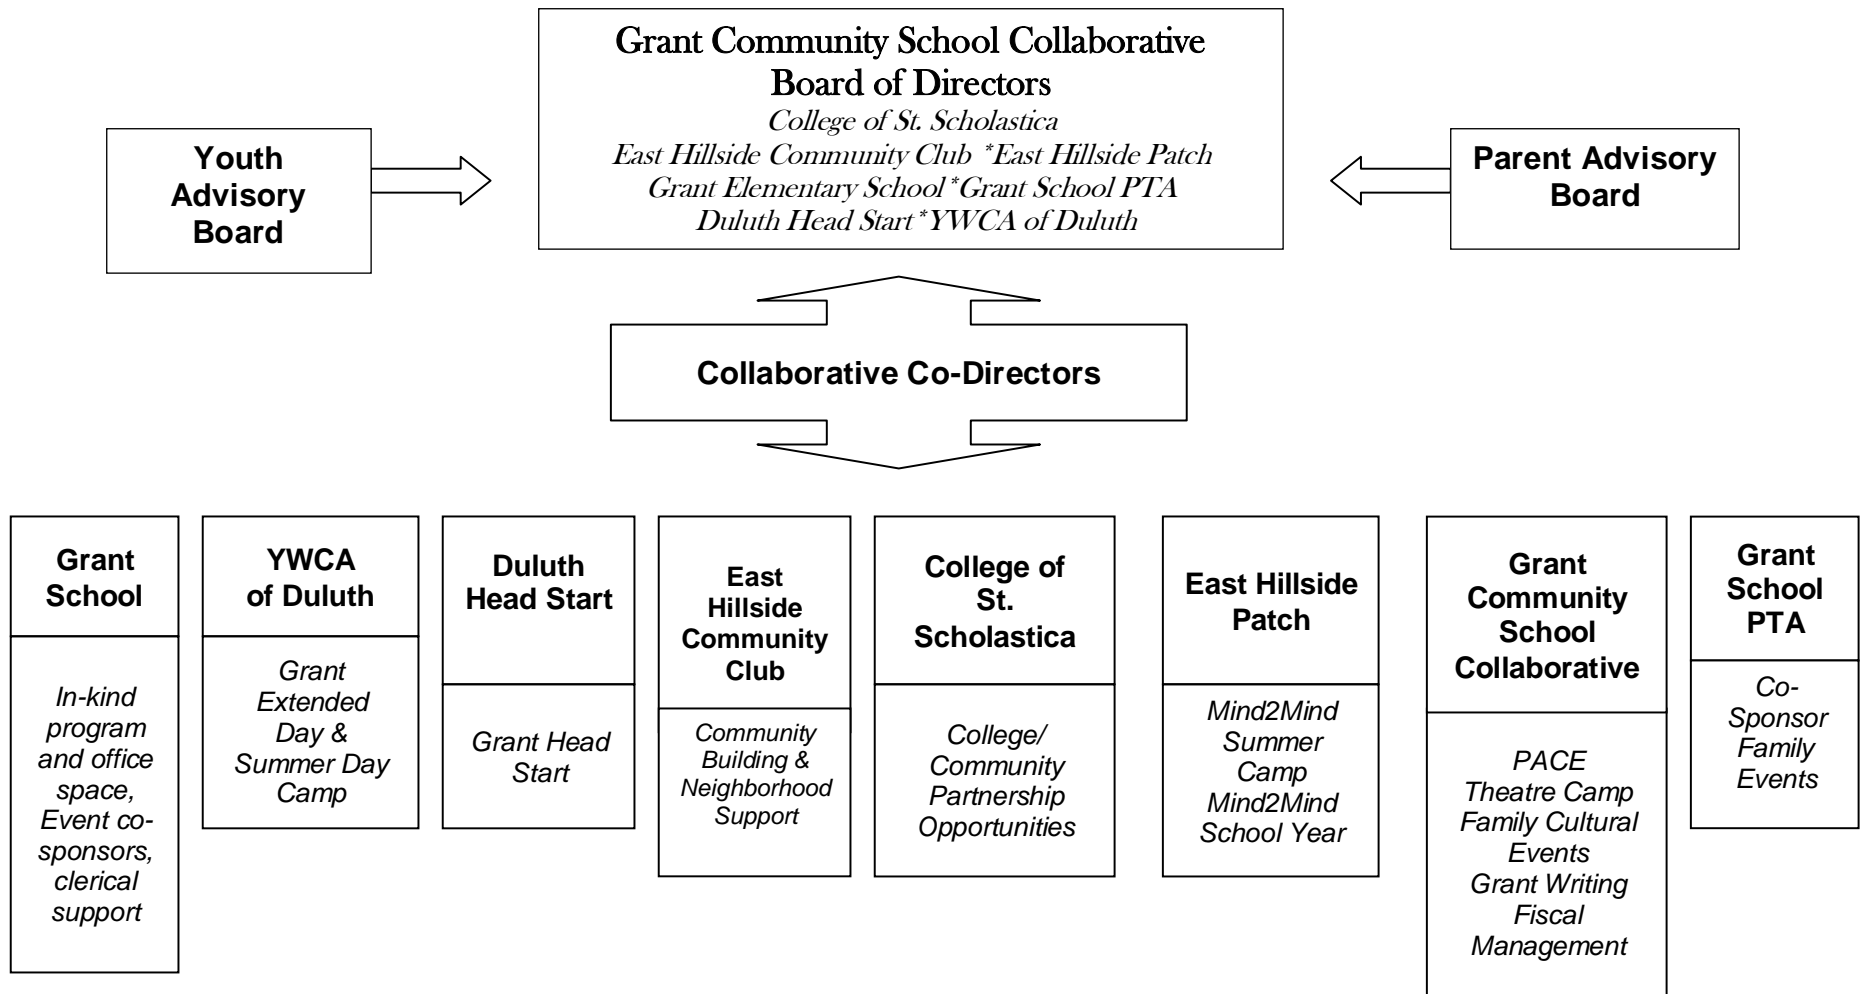 Grant Community School Collaborative
Board of Directors
College of St. Scholastica
East Hillside Community Club *East Hillside Patch
Grant Elementary School*Grant School PTA
Duluth Head Start*YWCA of Duluth
Youth
Advisory
Board
Parent Advisory
Board
Collaborative Co-Directors
Grant
School
In-kind
program
and office
space,
Event co-
sponsors,
clerical
support
YWCA
of Duluth
Grant
Extended
Day &
Summer Day
Camp
Duluth
Head Start
Grant Head
Start
East
Hillside
Community
Club
Community
Building &
Neighborhood
Support
College of
St.
Scholastica
College/
Community
Partnership
Opportunities
East Hillside
Patch
Mind2Mind
Summer
Camp
Mind2Mind
School Year
Grant
Community
School
Collaborative
PACE
Theatre Camp
Family Cultural
Events
Grant Writing
Fiscal
Management
Grant
School
PTA
Co-
Sponsor
Family
Events